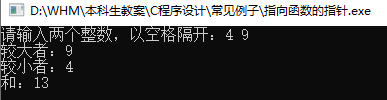 D:\WHM\本科生教案\C程序设计\常见例子\指向函数的指针.exe
请输入两个整数，以空格隔开：4 9
较大者：9
较小者：4
和：13